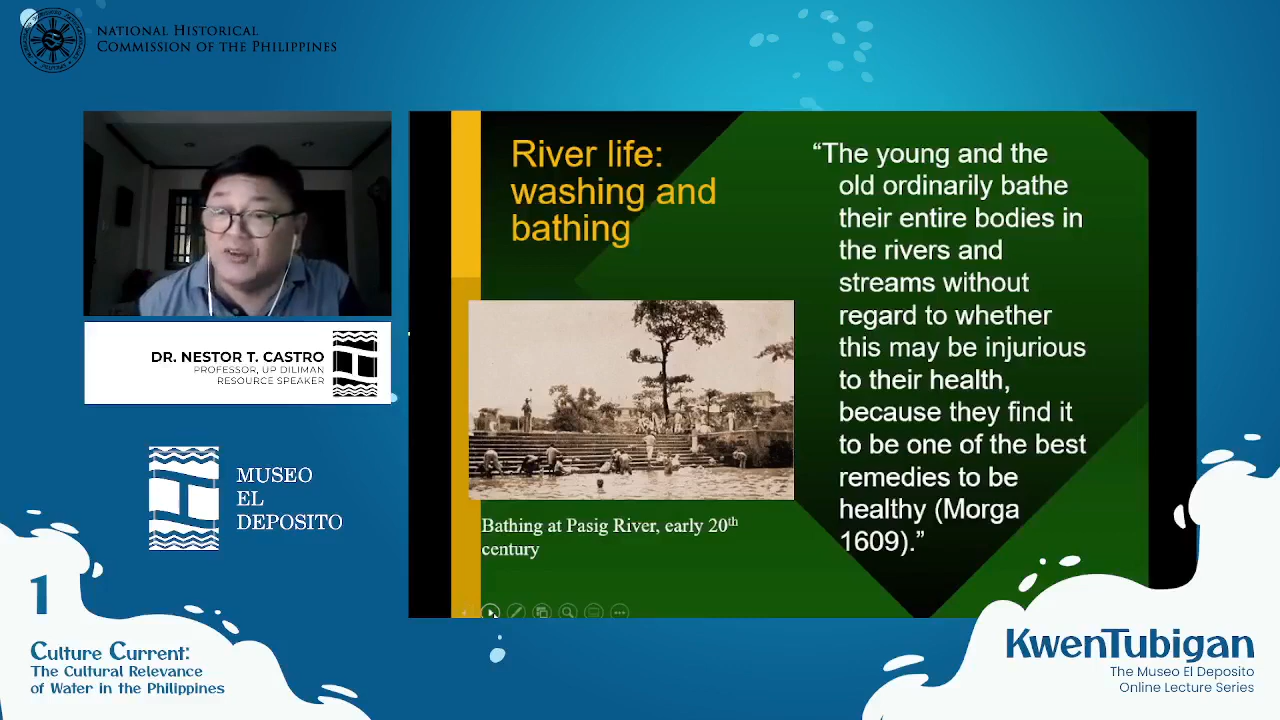 NATIONAL HISTORICAL
COMMISSION OF THE PHILIPPINES
River life:
washing and
bathing
“The young and the
old ordinarily bathe
their entire bodies in
the rivers and
streams without
regard to whether
this may be injurious
to their health,
because they find it
to be one of the best
remedies to be
healthy (Morga
1609).”
Bathing at Pasig River, early 20th
century
DR. NESTOR T. CASTRO
PROFESSOR, UP DILIMAN
RESOURCE SPEAKER
MUSEO
EL
DEPOSITO
1
Culture Current:
The Cultural Relevance
of Water in the Philippines
KwenTubigan
The Museo El Deposito
Online Lecture Series